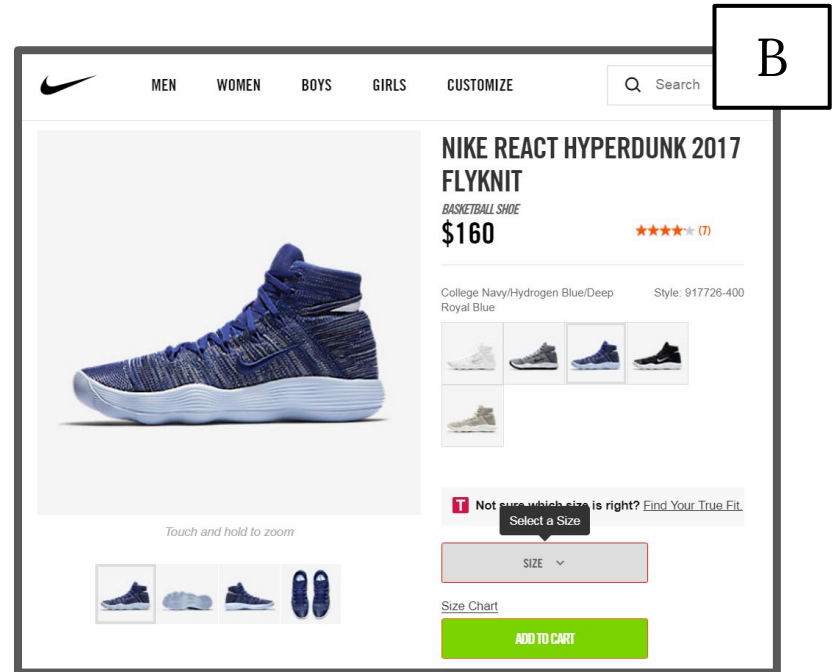 B
MEN WOMEN BOYS GIRLS CUSTOMIZE Search
NIKE REACT HYPERDUNK 2017
FLYKNIT
BASKETBALL SHOE
$160 (7)
College Navy/Hydrogen Blue/Deep Style: 917726-400
Royal Blue
T Not sure which size is right? Find Your True Fit.
Select a Size
Touch and hold to zoom
SIZE
Size Chart
ADD TO CART